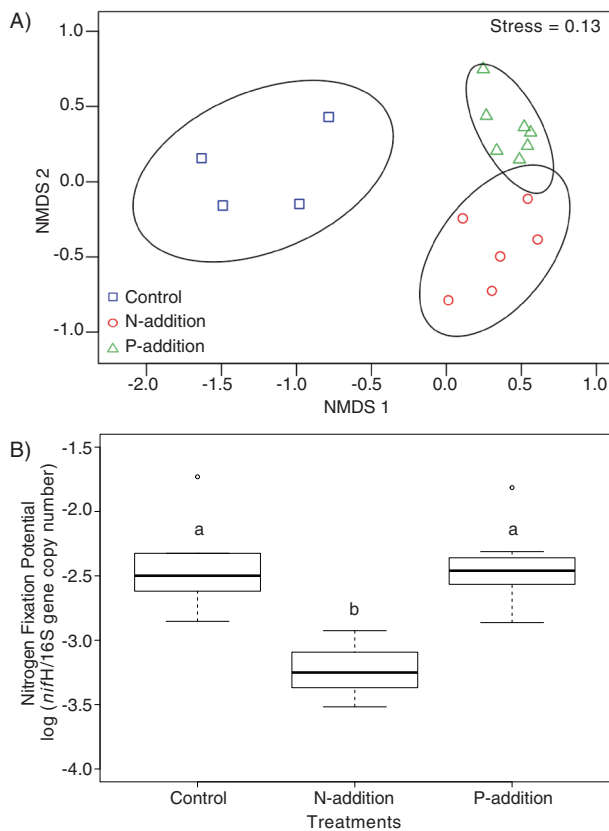 A)
Stress = 0.13
1.0
0.5
0.0
-0.5
-1.0
NMDS 2
Control
N-addition
P-addition
-2.0 -1.5 -1.0 -0.5 0.0 0.5 1.0
NMDS 1
B)
-1.5
-2.0
-2.5
-3.0
-3.5
-4.0
Nitrogen Fixation Potential
log (nifH/16S gene copy number)
a
b
a
Control N-addition P-addition
Treatments